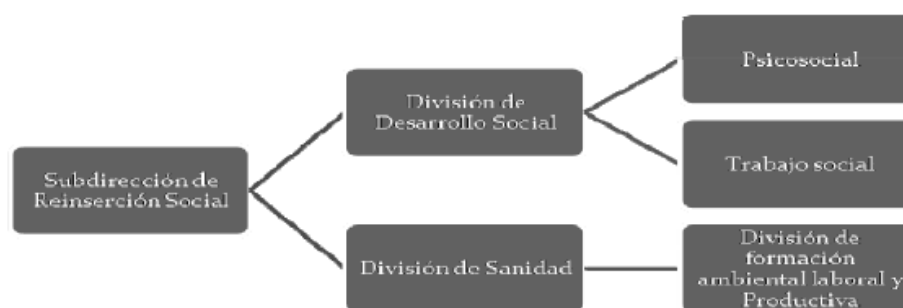 Psicosocial
División de
Desarrollo Social
Trabajo social
Subdirección de
Reinserción Social
División de Sanidad
División de
formación
ambiental laboral y
Productiva